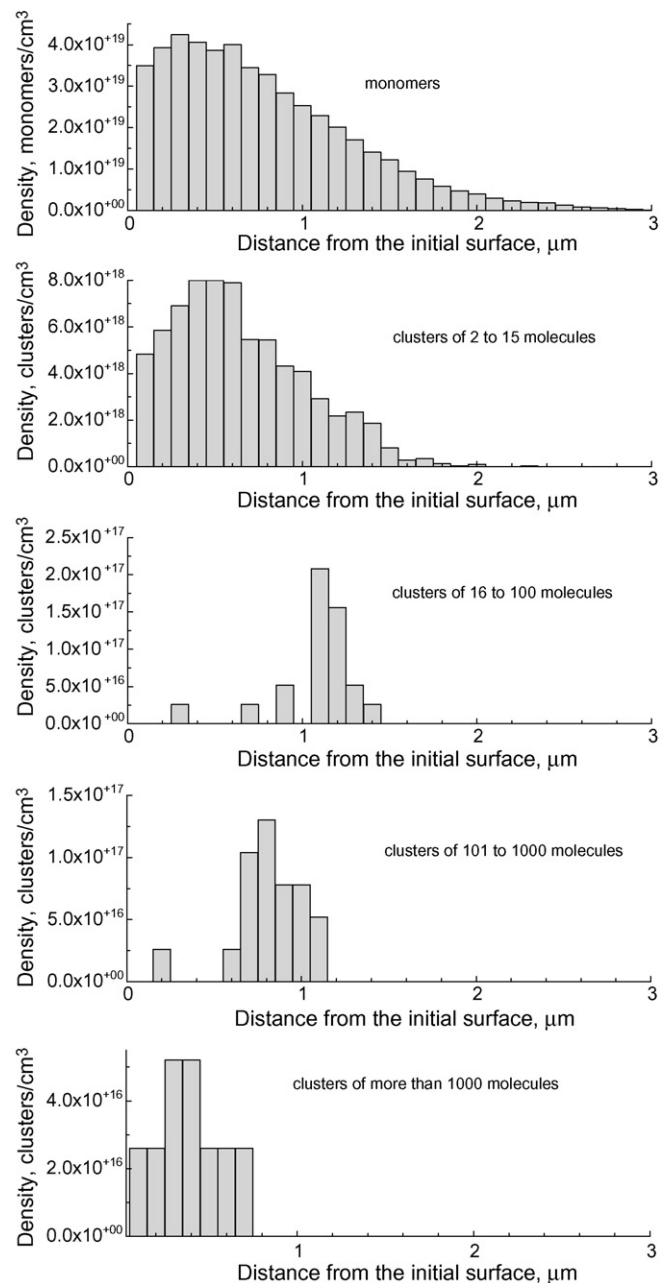 4.0x10+19
3.0x10+19
2.0x10+19
1.0x10+19
0.0x10+00
Density, monomers/cm3
monomers
0 1 2 3
Distance from the initial surface, μm
8.0x10+18
6.0x10+18
4.0x10+18
2.0x10+18
0.0x10+00
Density, clusters/cm3
clusters of 2 to 15 molecules
0 1 2 3
Distance from the initial surface, μm
2.5x10+17
2.0x10+17
1.5x10+17
1.0x10+17
5.0x10+16
0.0x10+00
Density, clusters/cm3
clusters of 16 to 100 molecules
0 1 2 3
Distance from the initial surface, μm
1.5x10+17
1.0x10+17
5.0x10+16
0.0x10+00
Density, clusters/cm3
clusters of 101 to 1000 molecules
0 1 2 3
Distance from the initial surface, μm
4.0x10+16
2.0x10+16
0.0x10+00
Density, clusters/cm3
clusters of more than 1000 molecules
0 1 2 3
Distance from the initial surface, μm